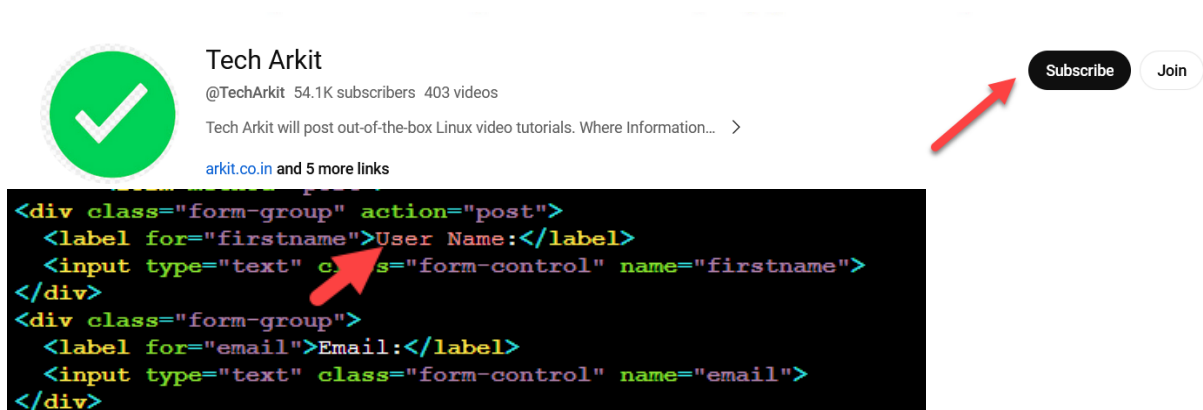 Tech Arkit
@TechArkit 54.1K subscribers 403 videos
Subscribe Join
Tech Arkit will post out-of-the-box Linux video tutorials. Where Information...
arkit.co.in and 5 more links
<div class="form-group" action="post">
<label for="firstname">User Name:</label>
<input type="text" class="form-control" name="firstname">
</div>
<div class="form-group">
<label for="email">Email:</label>
<input type="text" class="form-control" name="email">
</div>